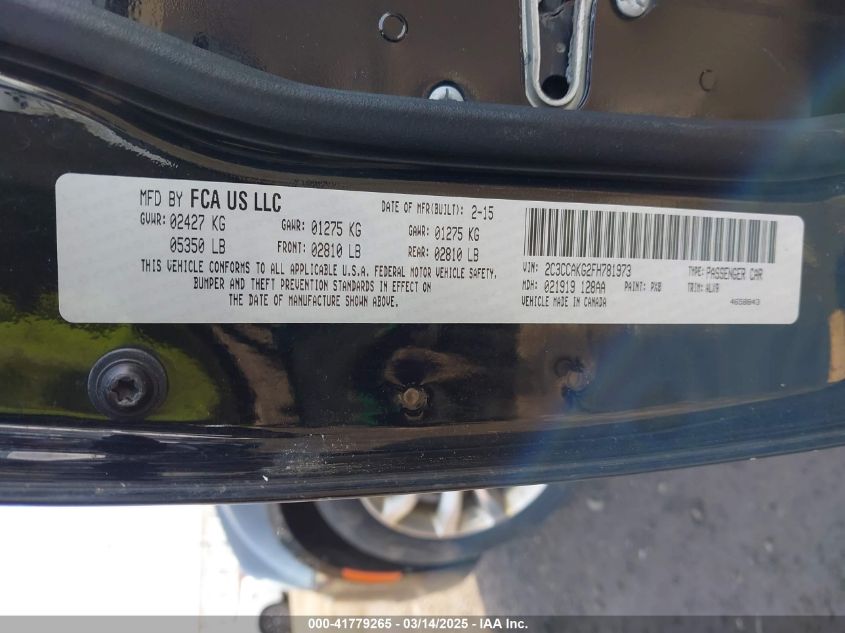 MFD BY FCA US LLC
DATE OF MFR(BUILT): 2-15
GVWR: 02427 KG GAWR: 01275 KG GAWR: 01275 KG
05350 LB FRONT: 02810 LB REAR: 02810 LB
THIS VEHICLE CONFORMS TO ALL APPLICABLE U.S.A. FEDERAL MOTOR VEHICLE SAFETY,
BUMPER AND THEFT PREVENTION STANDARDS IN EFFECT ON
THE DATE OF MANUFACTURE SHOWN ABOVE.
VIN: 2C3CCAKG2FH781973 TYPE: PASSENGER CAR
MDH: 021919 128AA PAINT: PX8 TRIM: ALX9
VEHICLE MADE IN CANADA 4658843
000-41779265 - 03/14/2025 - IAA Inc.